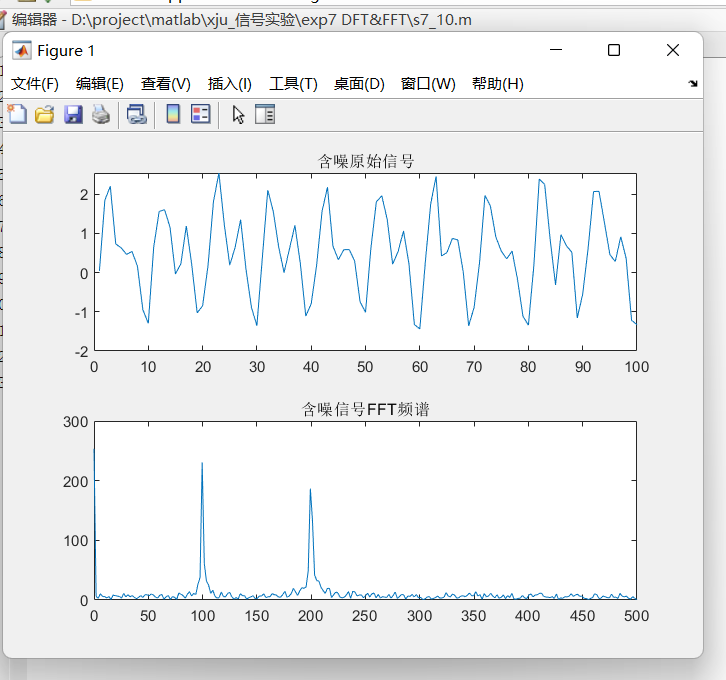 编辑器 - D:\project\matlab\xju_信号实验\exp7 DFT&FFT\s7_10.m
Figure 1
文件(F) 编辑(E) 查看(V) 插入(I) 工具(T) 桌面(D) 窗口(W) 帮助(H)
含噪原始信号
2
1
0
-1
-2
0 10 20 30 40 50 60 70 80 90 100
含噪信号FFT频谱
300
200
100
0
0 50 100 150 200 250 300 350 400 450 500